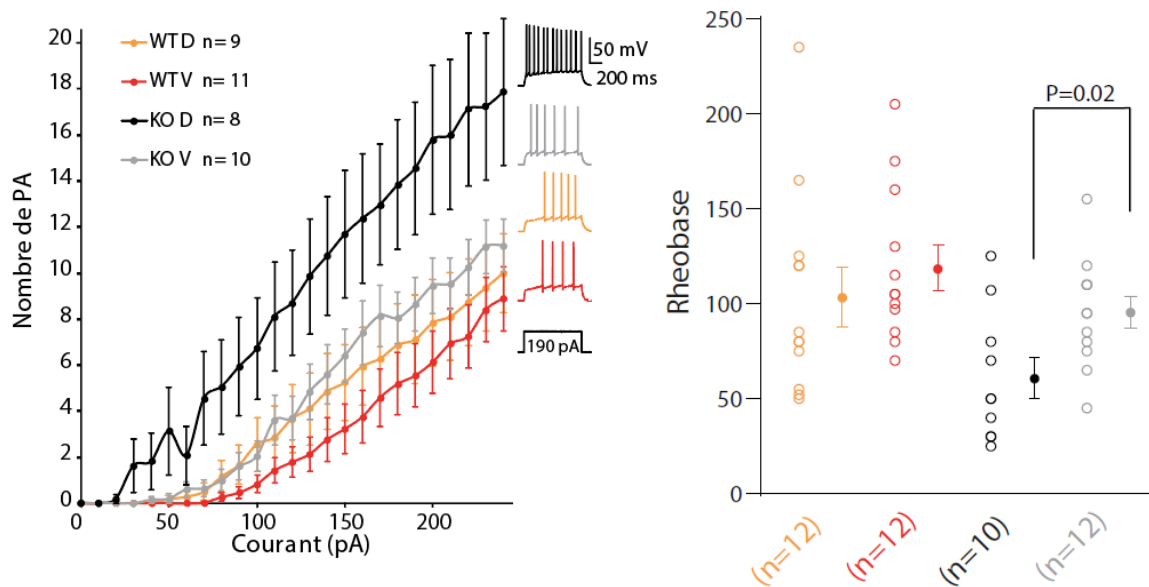 Nombre de PA
20
18
16
14
12
10
8
6
4
2
0
WT D n= 9
WT V n= 11
KO D n= 8
KO V n= 10
50 mV
200 ms
190 pA
0 50 100 150 200
Courant (pA)
Rheobase
250
200
150
100
50
0
P=0.02
(n=12) (n=12) (n=10) (n=12)